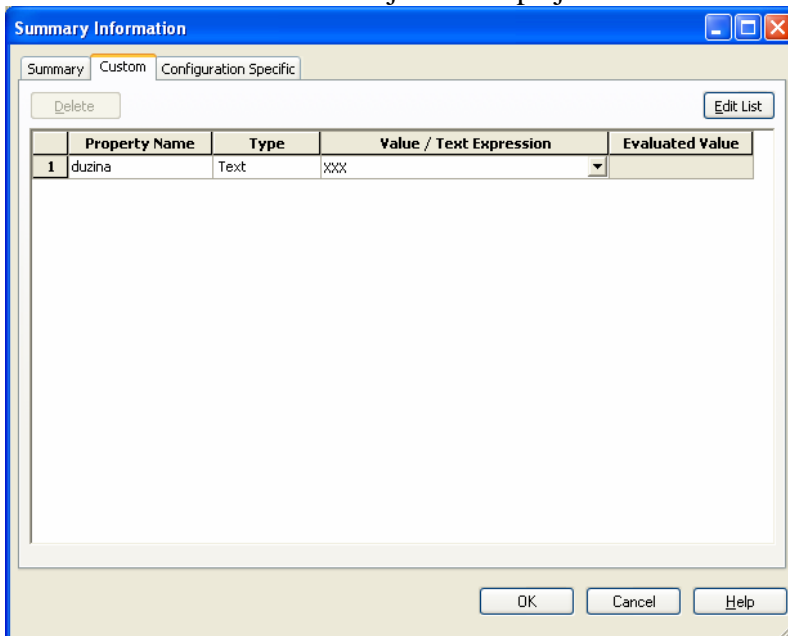 Summary Information
Summary Custom Configuration Specific
Delete Edit List
Property Name Type Value / Text Expression Evaluated Value
1 duzina Text xxx
OK Cancel Help